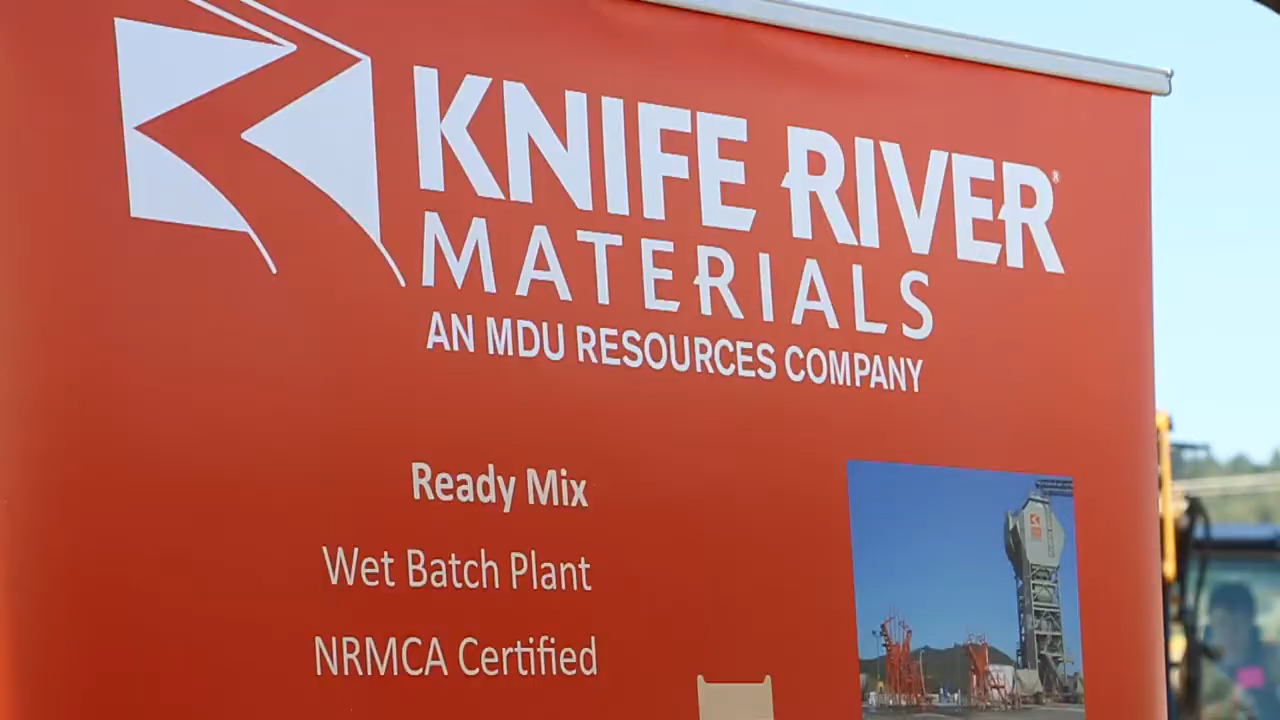 KNIFE RIVER®
MATERIALS
AN MDU RESOURCES COMPANY
Ready Mix
Wet Batch Plant
NRMCA Certified